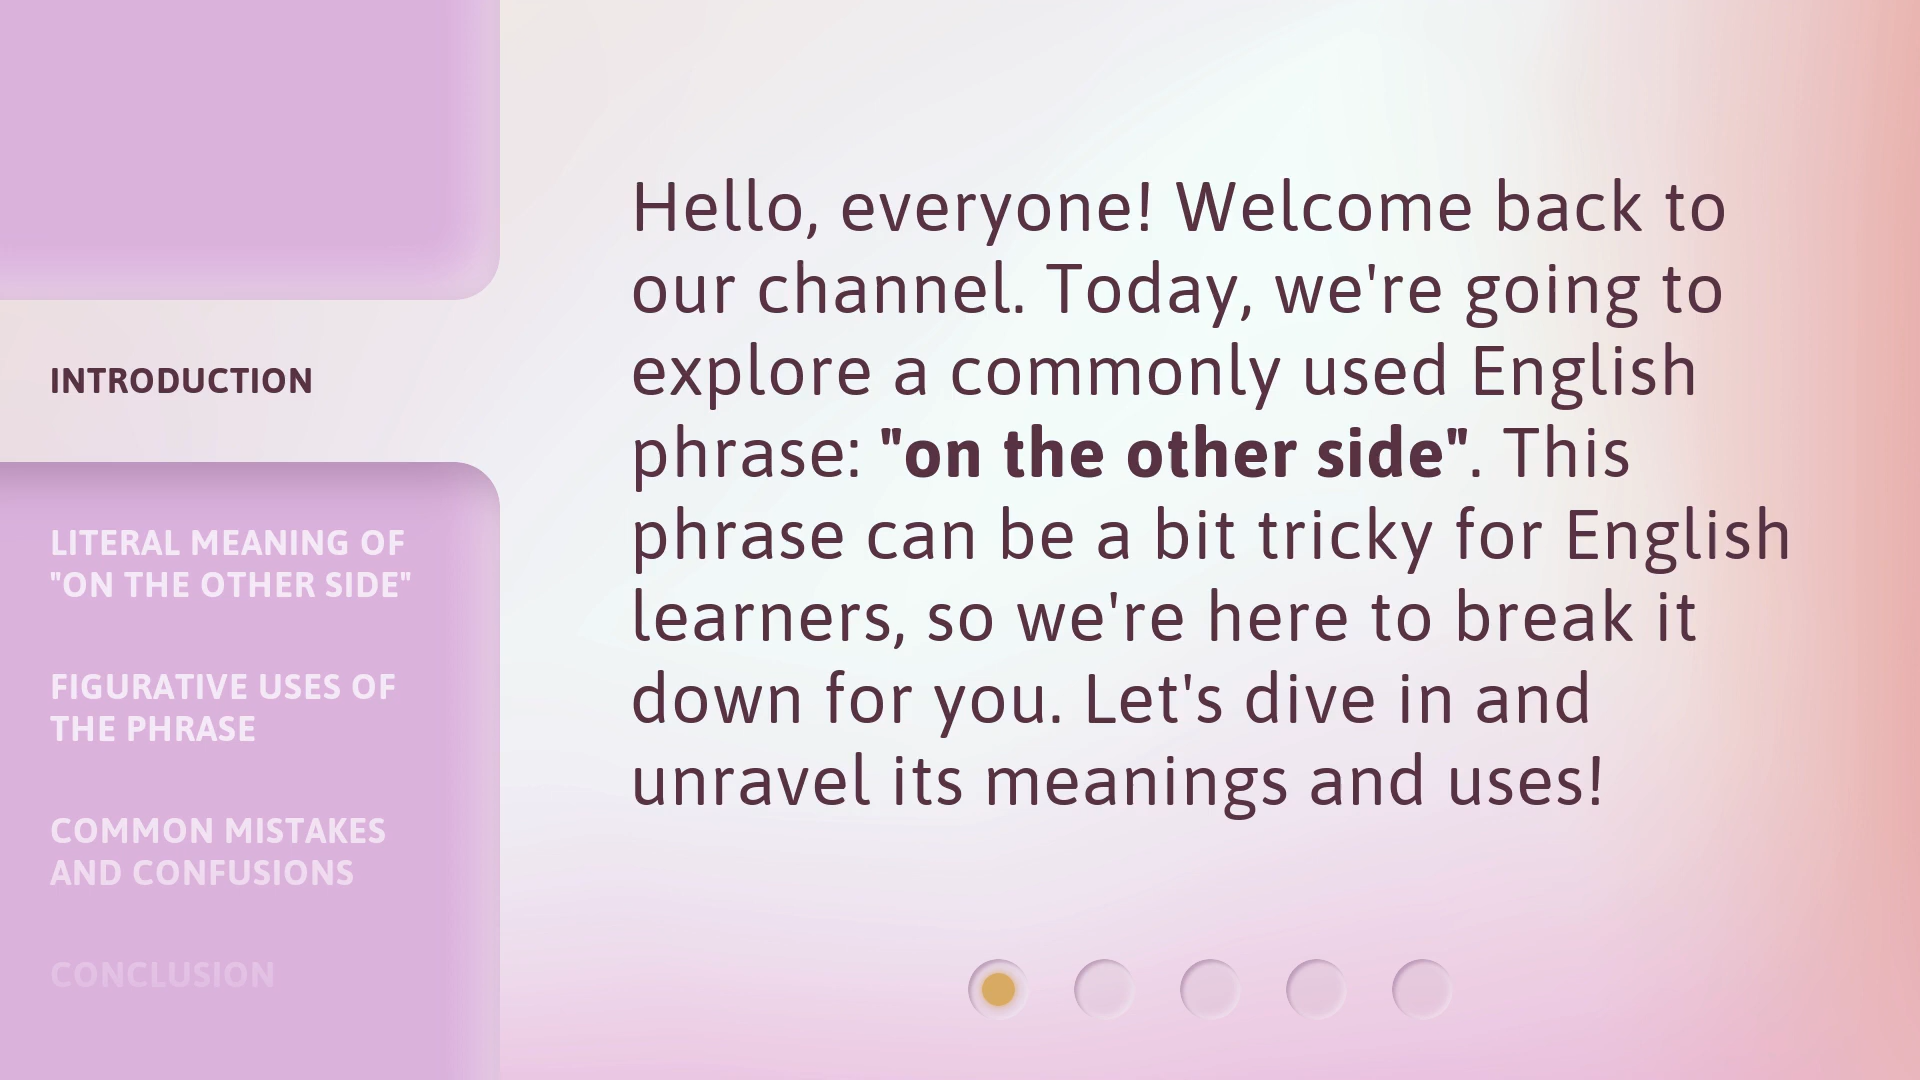 INTRODUCTION
LITERAL MEANING OF
"ON THE OTHER SIDE"
FIGURATIVE USES OF
THE PHRASE
COMMON MISTAKES
AND CONFUSIONS
CONCLUSION
Hello, everyone! Welcome back to
our channel. Today, we're going to
explore a commonly used English
phrase: "on the other side". This
phrase can be a bit tricky for English
learners, so we're here to break it
down for you. Let's dive in and
unravel its meanings and uses!